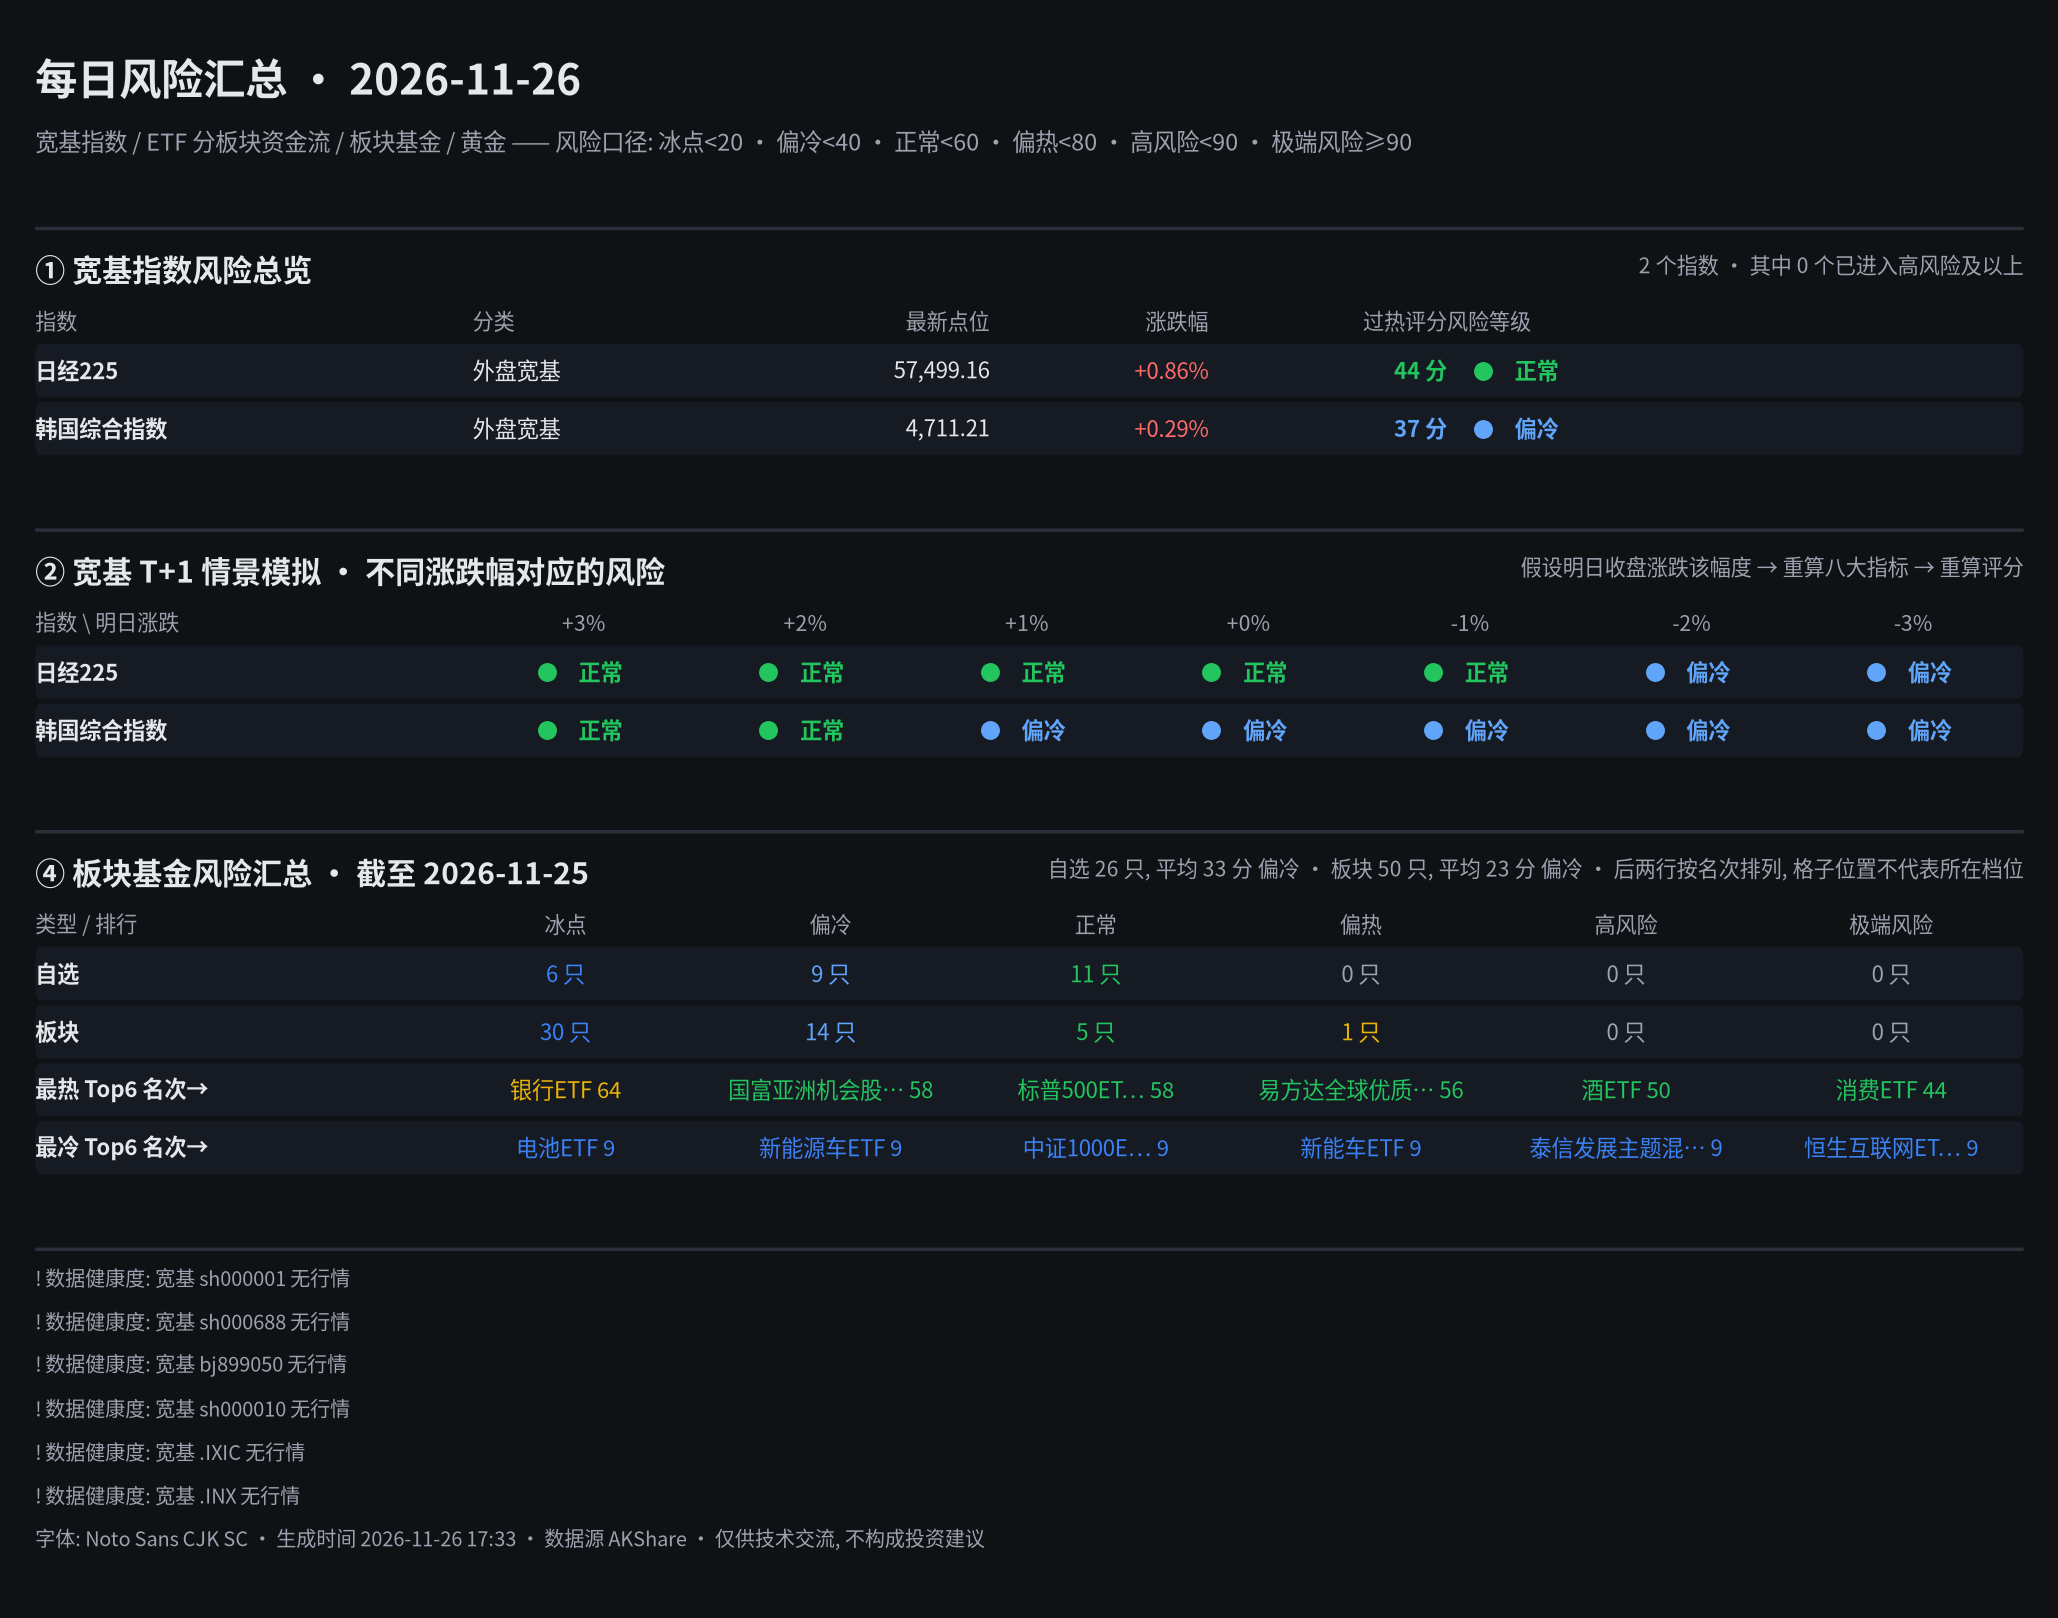 每日风险汇总 · 2026-11-26
宽基指数 / ETF 分板块资金流 / 板块基金 / 黄金 —— 风险口径: 冰点<20 · 偏冷<40 · 正常<60 · 偏热<80 · 高风险<90 · 极端风险≥90
① 宽基指数风险总览 2 个指数 · 其中 0 个已进入高风险及以上
指数 分类 最新点位 涨跌幅 过热评分 风险等级
日经225 外盘宽基 57,499.16 +0.86% 44 分 ● 正常
韩国综合指数 外盘宽基 4,711.21 +0.29% 37 分 ● 偏冷
② 宽基 T+1 情景模拟 · 不同涨跌幅对应的风险 假设明日收盘涨跌该幅度 → 重算八大指标 → 重算评分
指数 \ 明日涨跌 +3% +2% +1% +0% -1% -2% -3%
日经225 ● 正常 ● 正常 ● 正常 ● 正常 ● 正常 ● 偏冷 ● 偏冷
韩国综合指数 ● 正常 ● 正常 ● 偏冷 ● 偏冷 ● 偏冷 ● 偏冷 ● 偏冷
④ 板块基金风险汇总 · 截至 2026-11-25 自选 26 只, 平均 33 分 偏冷 · 板块 50 只, 平均 23 分 偏冷 · 后两行按名次排列, 格子位置不代表所在档位
类型 / 排行 冰点 偏冷 正常 偏热 高风险 极端风险
自选 6 只 9 只 11 只 0 只 0 只 0 只
板块 30 只 14 只 5 只 1 只 0 只 0 只
最热 Top6 名次→ 银行ETF 64 国富亚洲机会股… 58 标普500ET… 58 易方达全球优质… 56 酒ETF 50 消费ETF 44
最冷 Top6 名次→ 电池ETF 9 新能源车ETF 9 中证1000E… 9 新能车ETF 9 泰信发展主题混… 9 恒生互联网ET… 9
! 数据健康度: 宽基 sh000001 无行情
! 数据健康度: 宽基 sh000688 无行情
! 数据健康度: 宽基 bj899050 无行情
! 数据健康度: 宽基 sh000010 无行情
! 数据健康度: 宽基 .IXIC 无行情
! 数据健康度: 宽基 .INX 无行情
字体: Noto Sans CJK SC · 生成时间 2026-11-26 17:33 · 数据源 AKShare · 仅供技术交流, 不构成投资建议